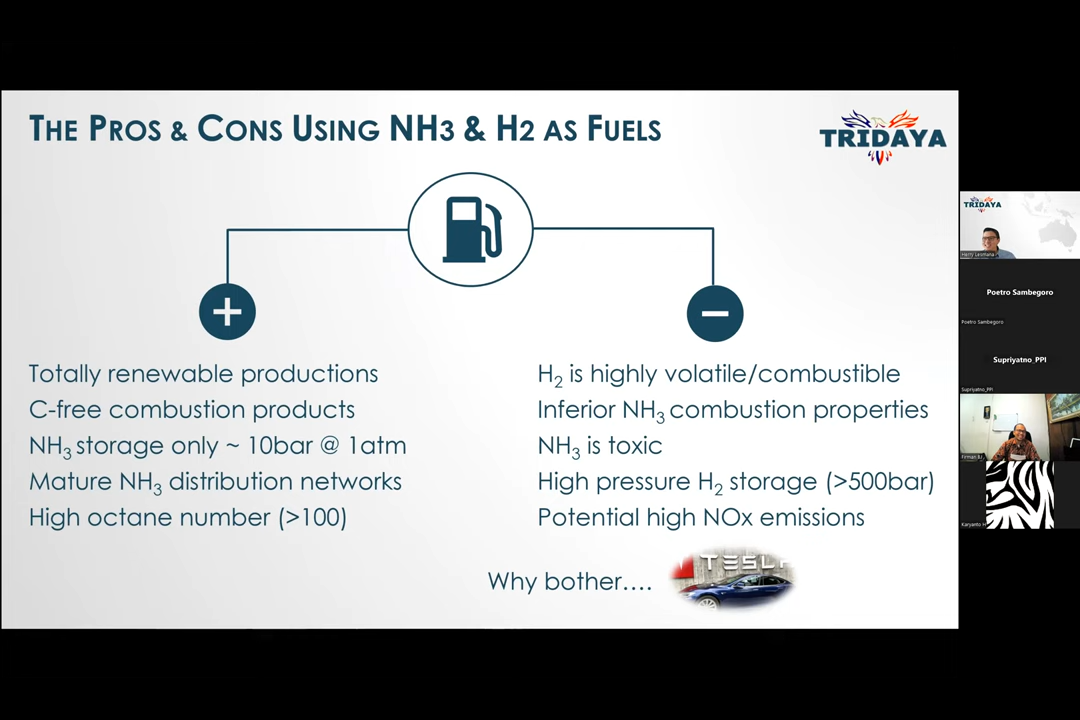 THE PROS & CONS USING NH3 & H2 AS FUELS
TRIDAYA
Totally renewable productions
C-free combustion products
NH₃ storage only ~ 10bar @ 1atm
Mature NH₃ distribution networks
High octane number (>100)
H₂ is highly volatile/combustible
Inferior NH₃ combustion properties
NH₃ is toxic
High pressure H₂ storage (>500bar)
Potential high NOx emissions
Why bother....
TESLA
TRIDAYA
Herry Lesmana
Poetro Sambegoro
Poetro Sambegoro
Supriyatno_PPI
Supriyatno_PPI